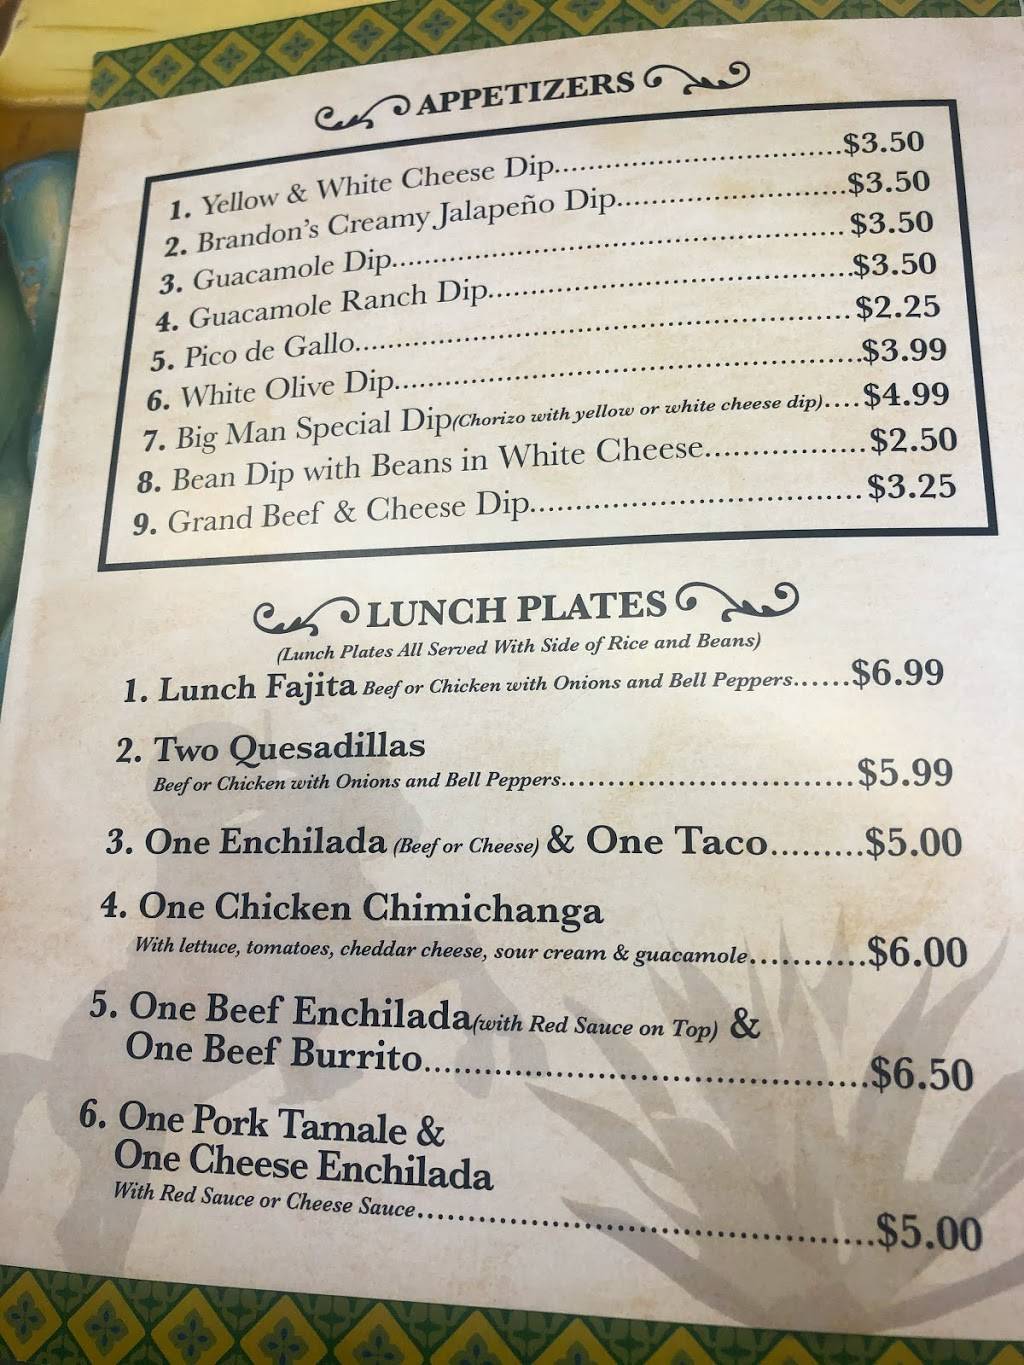 APPETIZERS
1. Yellow & White Cheese Dip..............................$3.50
2. Brandon's Creamy Jalapeño Dip........................$3.50
3. Guacamole Dip................................................$3.50
4. Guacamole Ranch Dip......................................$3.50
5. Pico de Gallo....................................................$2.25
6. White Olive Dip................................................$3.99
7. Big Man Special Dip(Chorizo with yellow or white cheese dip)....$4.99
8. Bean Dip with Beans in White Cheese.................$2.50
9. Grand Beef & Cheese Dip...................................$3.25
LUNCH PLATES
(Lunch Plates All Served With Side of Rice and Beans)
1. Lunch Fajita Beef or Chicken with Onions and Bell Peppers......$6.99
2. Two Quesadillas
Beef or Chicken with Onions and Bell Peppers..............................$5.99
3. One Enchilada (Beef or Cheese) & One Taco.........$5.00
4. One Chicken Chimichanga
With lettuce, tomatoes, cheddar cheese, sour cream & guacamole...........$6.00
5. One Beef Enchilada(with Red Sauce on Top) &
One Beef Burrito..........................................$6.50
6. One Pork Tamale &
One Cheese Enchilada
With Red Sauce or Cheese Sauce............................................$5.00